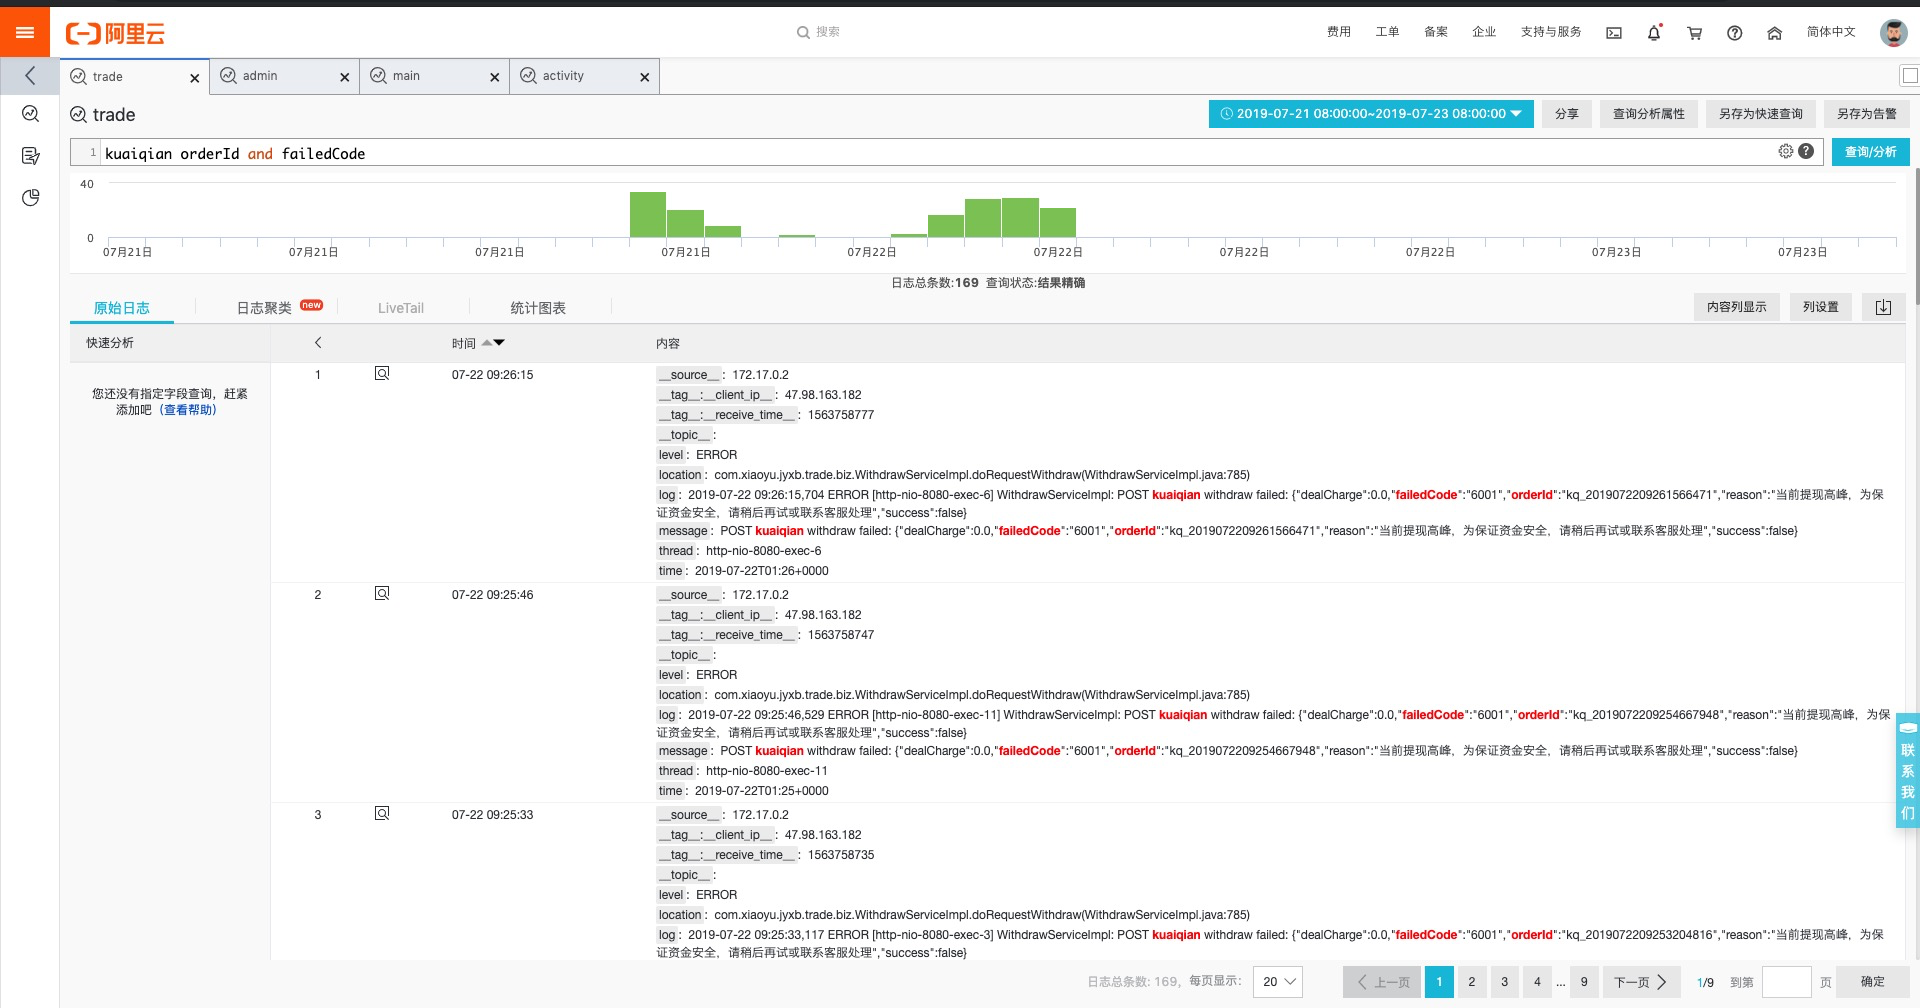 阿里云
搜索
费用 工单 备案 企业 支持与服务 简体中文
trade admin main activity
trade
2019-07-21 08:00:00~2019-07-23 08:00:00 分享 查询分析属性 另存为快速查询 另存为告警
1 kuaiqian orderId and failedCode
查询/分析
40
0
07月21日 07月21日 07月21日 07月21日 07月22日 07月22日 07月22日 07月22日 07月23日 07月23日
日志总条数:169 查询状态:结果精确
原始日志 日志聚类 new LiveTail 统计图表 内容列显示 列设置
快速分析 时间 内容
您还没有指定字段查询，赶紧
添加吧（查看帮助）
1 07-22 09:26:15
__source__ : 172.17.0.2
__tag__:__client_ip__ : 47.98.163.182
__tag__:__receive_time__ : 1563758777
__topic__ :
level : ERROR
location : com.xiaoyu.jyxb.trade.biz.WithdrawServiceImpl.doRequestWithdraw(WithdrawServiceImpl.java:785)
log : 2019-07-22 09:26:15,704 ERROR [http-nio-8080-exec-6] WithdrawServiceImpl: POST kuaiqian withdraw failed: {"dealCharge":0.0,"failedCode":"6001","orderId":"kq_2019072209261566471","reason":"当前提现高峰，为保
证资金安全，请稍后再试或联系客服处理","success":false}
message : POST kuaiqian withdraw failed: {"dealCharge":0.0,"failedCode":"6001","orderId":"kq_2019072209261566471","reason":"当前提现高峰，为保证资金安全，请稍后再试或联系客服处理","success":false}
thread : http-nio-8080-exec-6
time : 2019-07-22T01:26+0000
2 07-22 09:25:46
__source__ : 172.17.0.2
__tag__:__client_ip__ : 47.98.163.182
__tag__:__receive_time__ : 1563758747
__topic__ :
level : ERROR
location : com.xiaoyu.jyxb.trade.biz.WithdrawServiceImpl.doRequestWithdraw(WithdrawServiceImpl.java:785)
log : 2019-07-22 09:25:46,529 ERROR [http-nio-8080-exec-11] WithdrawServiceImpl: POST kuaiqian withdraw failed: {"dealCharge":0.0,"failedCode":"6001","orderId":"kq_2019072209254667948","reason":"当前提现高峰，为保
证资金安全，请稍后再试或联系客服处理","success":false}
message : POST kuaiqian withdraw failed: {"dealCharge":0.0,"failedCode":"6001","orderId":"kq_2019072209254667948","reason":"当前提现高峰，为保证资金安全，请稍后再试或联系客服处理","success":false}
thread : http-nio-8080-exec-11
time : 2019-07-22T01:25+0000
3 07-22 09:25:33
__source__ : 172.17.0.2
__tag__:__client_ip__ : 47.98.163.182
__tag__:__receive_time__ : 1563758735
__topic__ :
level : ERROR
location : com.xiaoyu.jyxb.trade.biz.WithdrawServiceImpl.doRequestWithdraw(WithdrawServiceImpl.java:785)
log : 2019-07-22 09:25:33,117 ERROR [http-nio-8080-exec-3] WithdrawServiceImpl: POST kuaiqian withdraw failed: {"dealCharge":0.0,"failedCode":"6001","orderId":"kq_2019072209253204816","reason":"当前提现高峰，为保
证资金安全，请稍后再试或联系客服处理","success":false}
联系我们
日志总条数: 169，每页显示： 20 上一页 1 2 3 4 ... 9 下一页 1/9 到第 页 确定